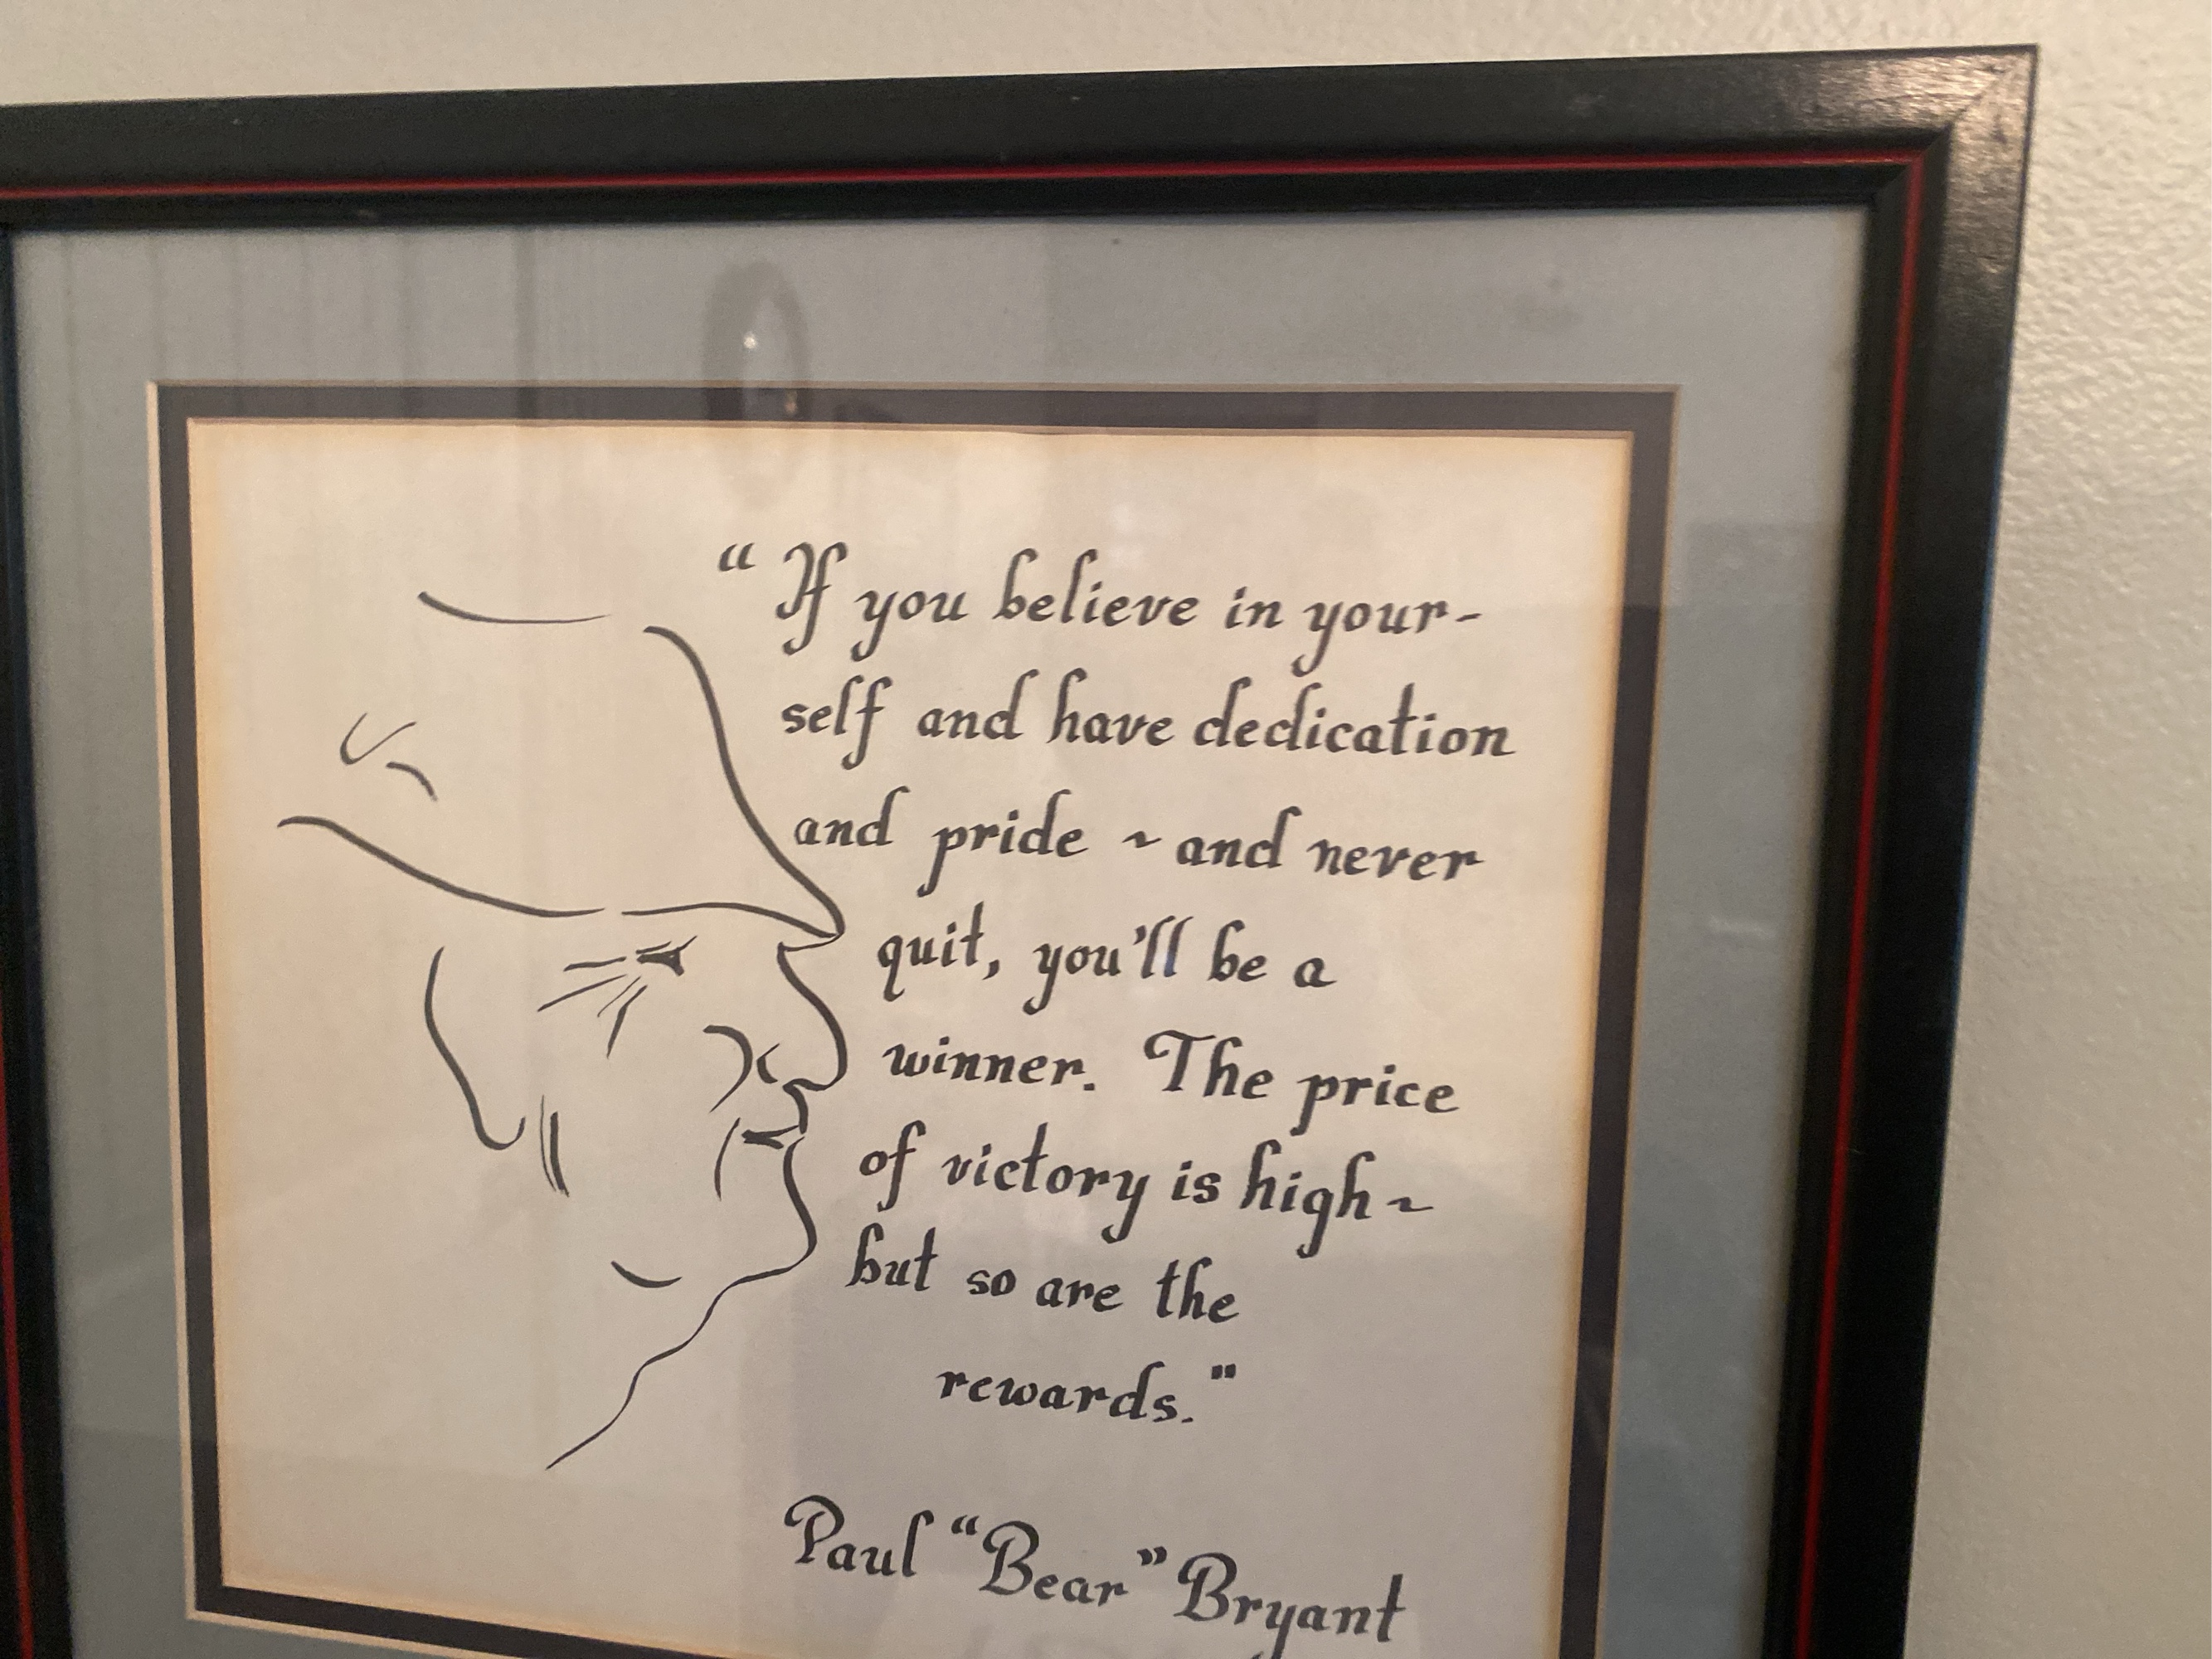 “If you believe in your-
self and have dedication
and pride ~ and never
quit, you'll be a
winner. The price
of victory is high ~
but so are the
rewards."
Paul “Bear” Bryant